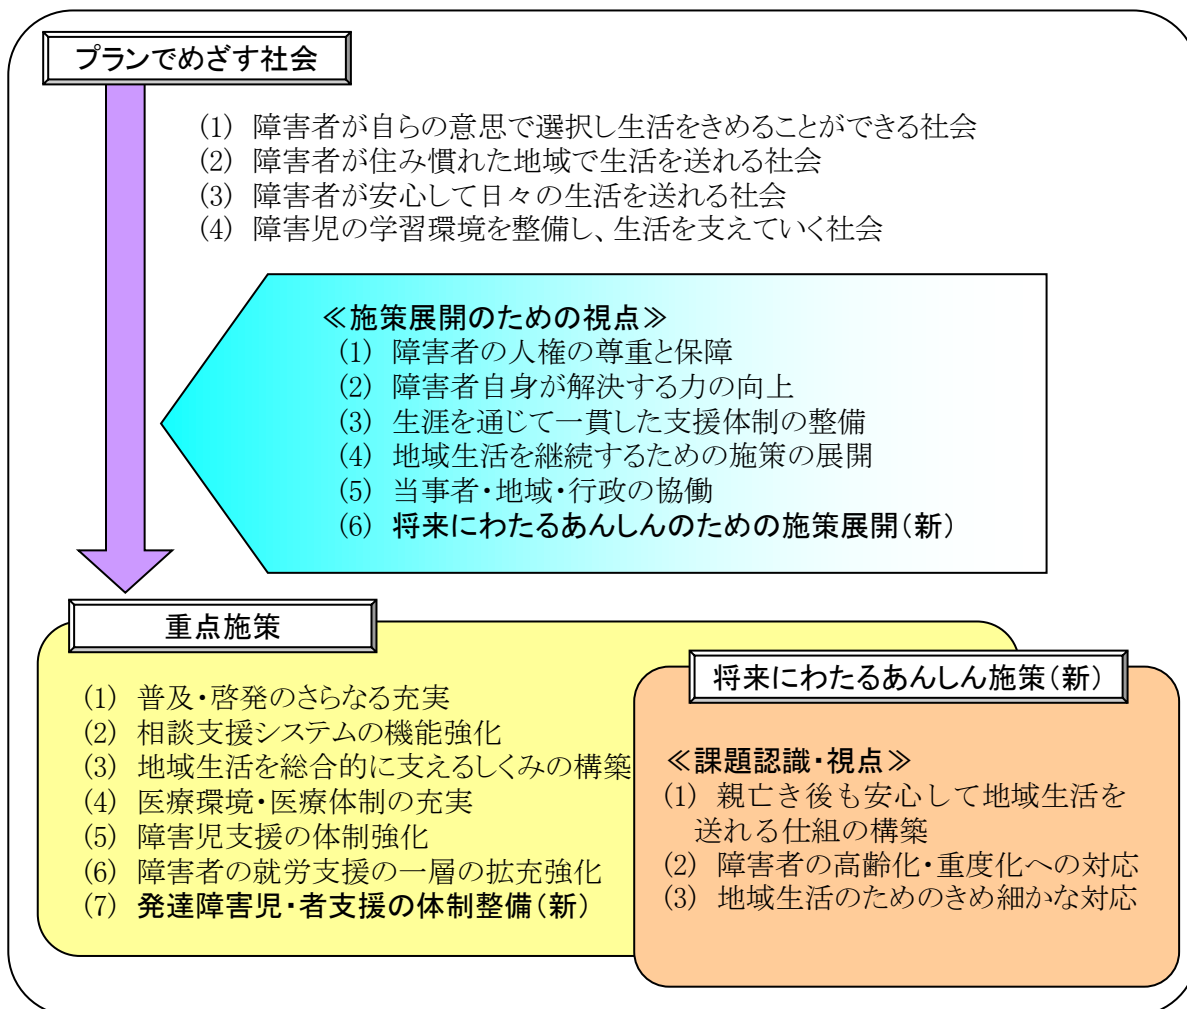 プランでめざす社会
(1) 障害者が自らの意思で選択し生活をきめることができる社会
(2) 障害者が住み慣れた地域で生活を送れる社会
(3) 障害者が安心して日々の生活を送れる社会
(4) 障害児の学習環境を整備し、生活を支えていく社会
≪施策展開のための視点≫
(1) 障害者の人権の尊重と保障
(2) 障害者自身が解決する力の向上
(3) 生涯を通じて一貫した支援体制の整備
(4) 地域生活を継続するための施策の展開
(5) 当事者・地域・行政の協働
(6) 将来にわたるあんしんのための施策展開(新)
重点施策
(1) 普及・啓発のさらなる充実
(2) 相談支援システムの機能強化
(3) 地域生活を総合的に支えるしくみの構築
(4) 医療環境・医療体制の充実
(5) 障害児支援の体制強化
(6) 障害者の就労支援の一層の拡充強化
(7) 発達障害児・者支援の体制整備(新)
将来にわたるあんしん施策(新)
≪課題認識・視点≫
(1) 親亡き後も安心して地域生活を
送れる仕組の構築
(2) 障害者の高齢化・重度化への対応
(3) 地域生活のためのきめ細かな対応